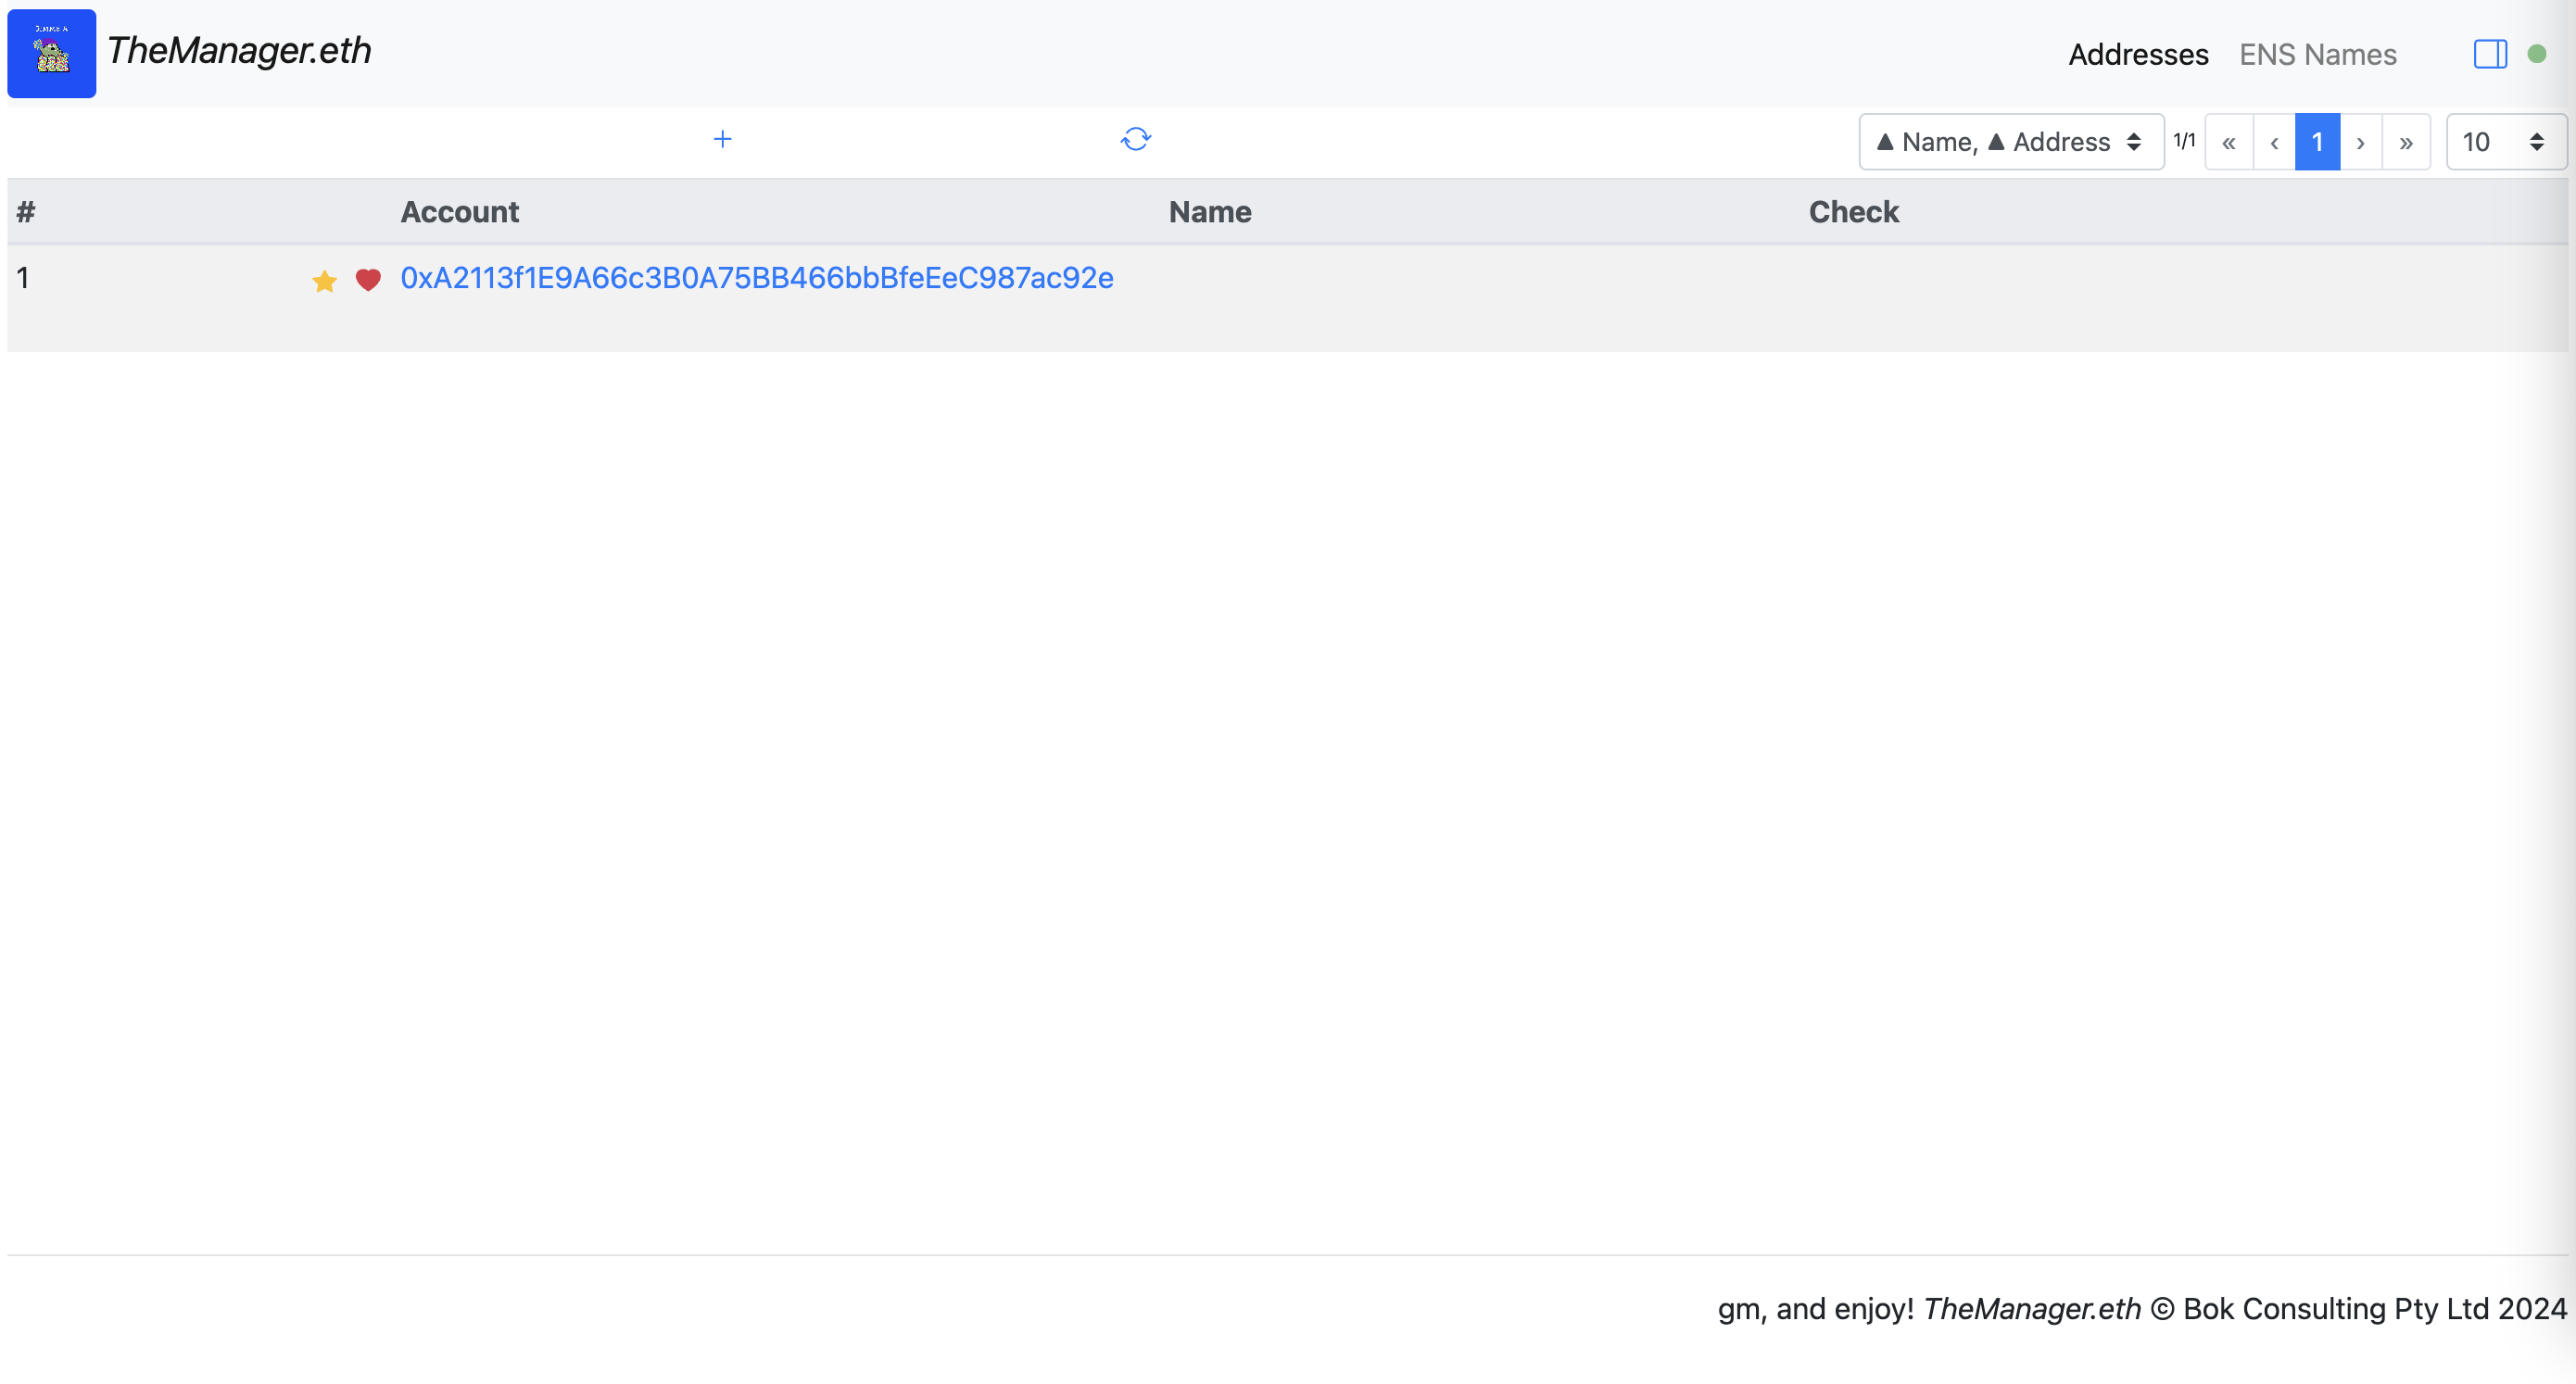 TheManager.eth
Addresses ENS Names
▲ Name, ▲ Address 1/1 « ‹ 1 › » 10
# Account Name Check
1 0xA2113f1E9A66c3B0A75BB466bbBfeEeC987ac92e
gm, and enjoy! TheManager.eth © Bok Consulting Pty Ltd 2024